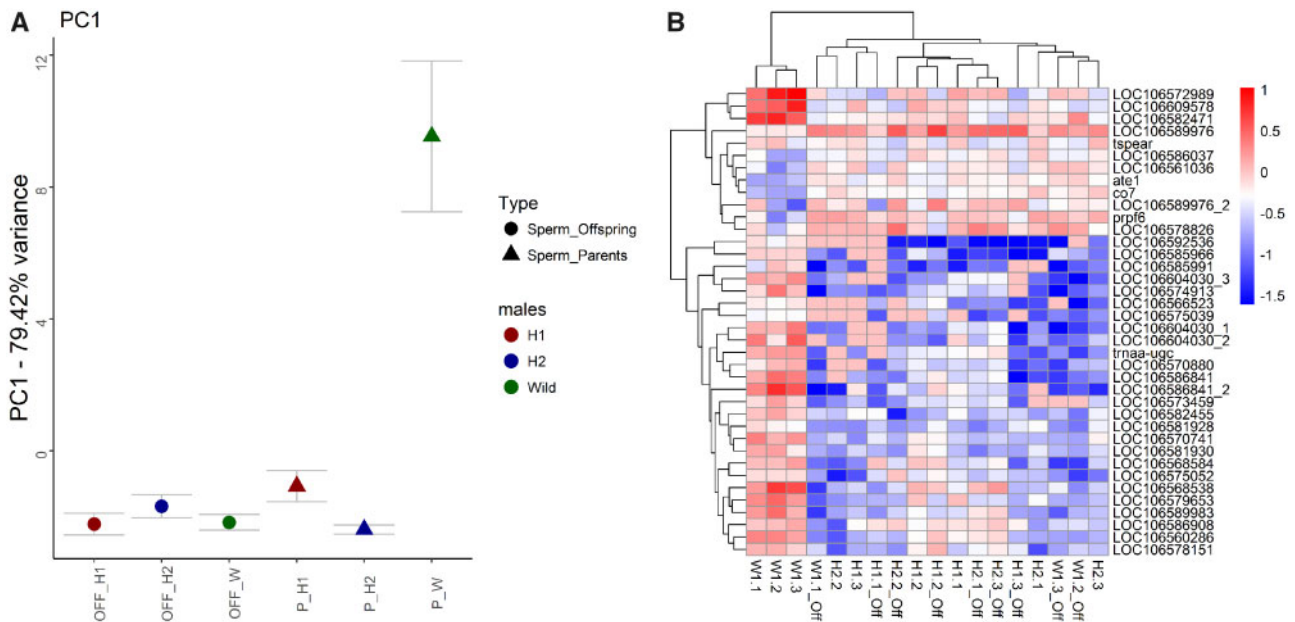 A
PC1
PC1 - 79.42% variance
12
8
4
0
OFF_H1
OFF_H2
OFF_W
P_H1
P_H2
P_W
Type
Sperm_Offspring
Sperm_Parents
males
H1
H2
Wild
B
LOC106572989
LOC106609578
LOC106582471
LOC106589976
tspear
LOC106586037
LOC106561036
ate1
co7
LOC106589976_2
prpf6
LOC106578826
LOC106592536
LOC106585966
LOC106585991
LOC106604030_3
LOC106574913
LOC106566523
LOC106575039
LOC106604030_1
LOC106604030_2
trnaa-ugc
LOC106570880
LOC106586841
LOC106586841_2
LOC106573459
LOC106582455
LOC106581928
LOC106570741
LOC106581930
LOC106568584
LOC106575052
LOC106568538
LOC106579653
LOC106589983
LOC106586908
LOC106560286
LOC106578151
1
0.5
0
-0.5
-1
-1.5
W1.1
W1.2
W1.3
W1.1_Off
H2.2
H1.3
H1.1_Off
H2.2_Off
H1.2
H1.2_Off
H1.1
H2.1_Off
H2.3_Off
H1.3_Off
H2.1
W1.3_Off
W1.2_Off
H2.3